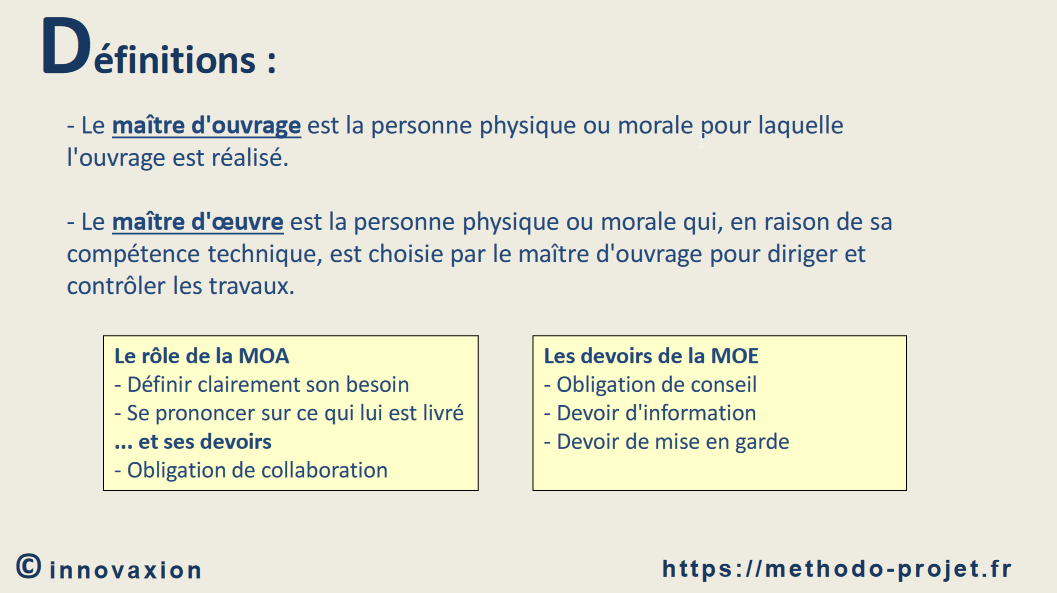 Définitions :
- Le maître d'ouvrage est la personne physique ou morale pour laquelle
l'ouvrage est réalisé.
- Le maître d'œuvre est la personne physique ou morale qui, en raison de sa
compétence technique, est choisie par le maître d'ouvrage pour diriger et
contrôler les travaux.
Le rôle de la MOA
- Définir clairement son besoin
- Se prononcer sur ce qui lui est livré
... et ses devoirs
- Obligation de collaboration
Les devoirs de la MOE
- Obligation de conseil
- Devoir d'information
- Devoir de mise en garde
© innovaxion
https://methodo-projet.fr